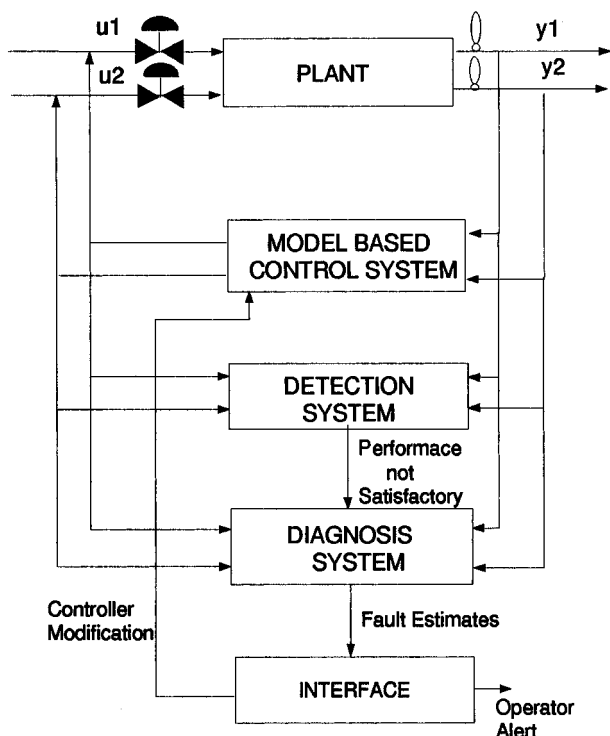 u1
y1
u2
y2
PLANT
MODEL BASED
CONTROL SYSTEM
DETECTION
SYSTEM
Performace
not
Satisfactory
DIAGNOSIS
SYSTEM
Controller
Modification
Fault Estimates
INTERFACE
Operator
Alert